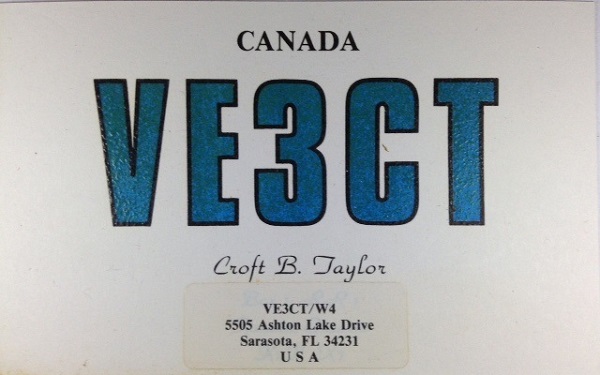 CANADA
VE3CT
Croft B. Taylor
VE3CT/W4
5505 Ashton Lake Drive
Sarasota, FL 34231
U S A